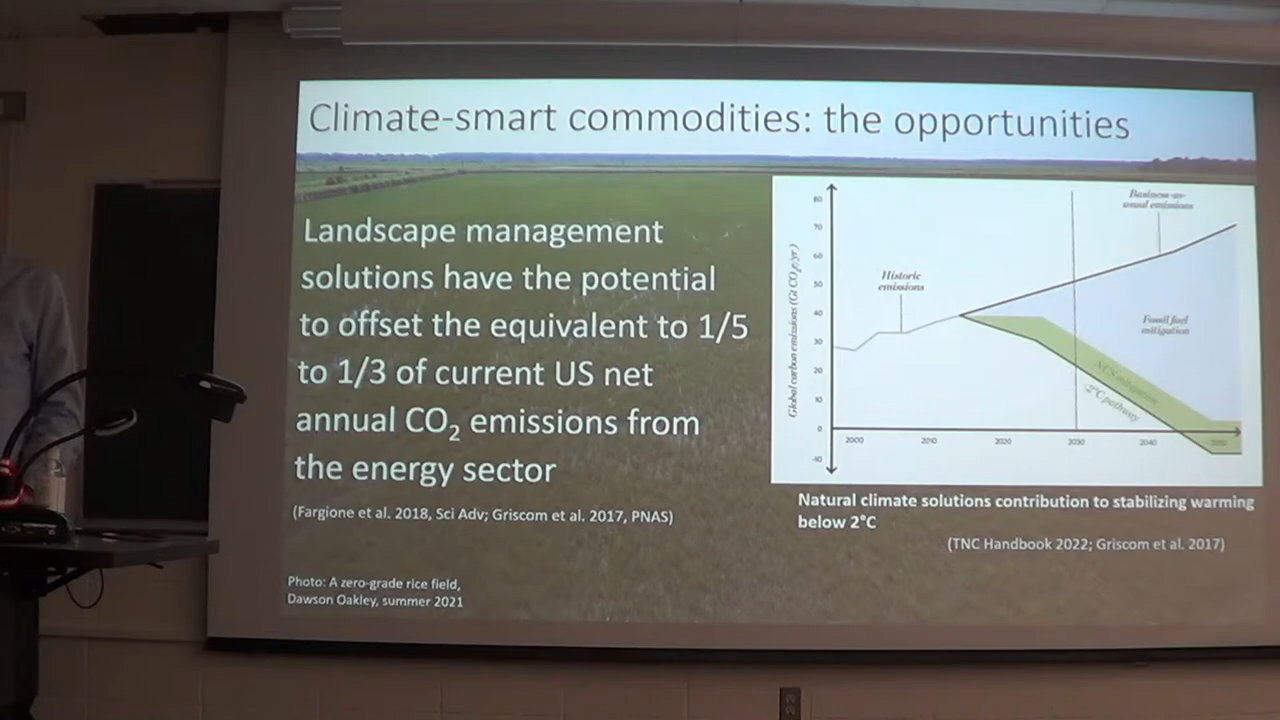 Climate-smart commodities: the opportunities
Landscape management
solutions have the potential
to offset the equivalent to 1/5
to 1/3 of current US net
annual CO₂ emissions from
the energy sector
(Fargione et al. 2018, Sci Adv; Griscom et al. 2017, PNAS)
Photo: A zero-grade rice field,
Dawson Oakley, summer 2021
Global carbon emissions (Gt CO₂/yr)
80
70
60
50
40
30
20
10
0
-10
2000
2010
2020
2030
2040
2050
Historic
emissions
Business-as-
usual emissions
Fossil fuel
mitigation
NCS mitigation
2°C pathway
Natural climate solutions contribution to stabilizing warming
below 2°C
(TNC Handbook 2022; Griscom et al. 2017)